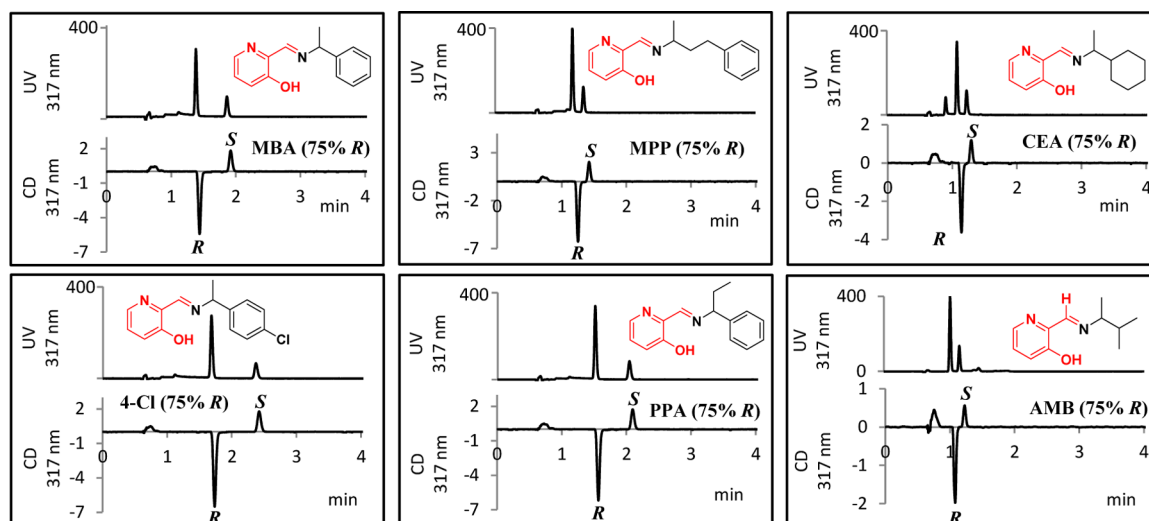 400
UV
317 nm
N
N
OH
2
-1
-4
-7
CD
317 nm
MBA (75% R)
S
R
0
1
2
3
4
min
400
UV
317 nm
N
N
OH
3
-2
-7
CD
317 nm
MPP (75% R)
S
R
0
1
2
3
4
min
400
0
UV
317 nm
N
N
OH
2
0
-2
-4
CD
317 nm
CEA (75% R)
S
R
0
1
2
3
4
min
400
UV
317 nm
N
N
OH
Cl
2
-1
-4
-7
CD
317 nm
4-Cl (75% R)
S
R
0
1
2
3
4
min
400
UV
317 nm
N
N
OH
2
-1
-4
-7
CD
317 nm
PPA (75% R)
S
R
0
1
2
3
4
min
400
0
UV
317 nm
H
N
N
OH
1
0
-1
-2
CD
317 nm
AMB (75% R)
S
R
0
1
2
3
4
min